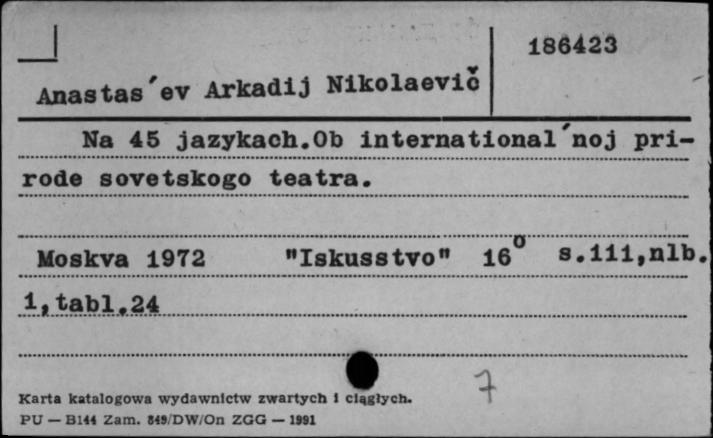 186423
Anastas´ev Arkadij Nikolaevič
Na 45 jazykach.Ob international´noj pri-
rode sovetskogo teatra.
Moskva 1972 "Iskusstvo" 16° s.111,nlb.
1,tabl.24
7
Karta katalogowa wydawnictw zwartych i ciągłych.
PU — B144 Zam. 849/DW/On ZGG — 1991